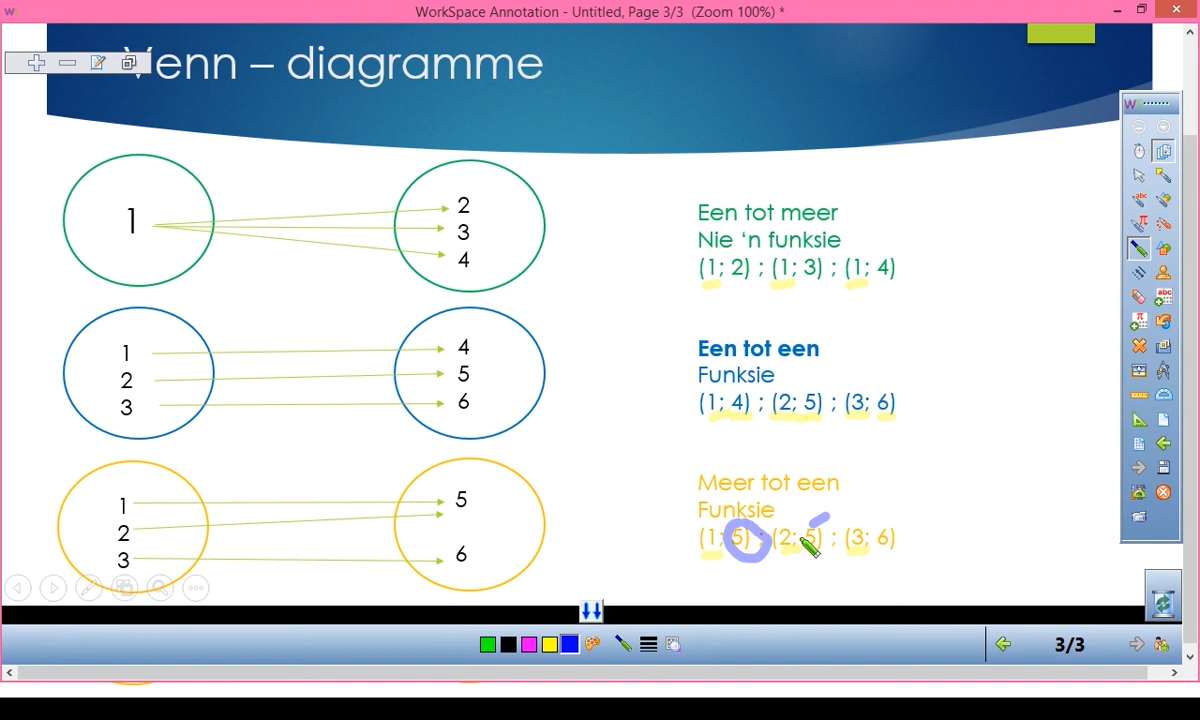 WorkSpace Annotation - Untitled, Page 3/3 (Zoom 100%) *
Venn – diagramme
1
2
3
4
Een tot meer
Nie ‘n funksie
(1; 2) ; (1; 3) ; (1; 4)
1
2
3
4
5
6
Een tot een
Funksie
(1; 4) ; (2; 5) ; (3; 6)
1
2
3
5
6
Meer tot een
Funksie
(1; 5) ; (2; 5) ; (3; 6)
3/3